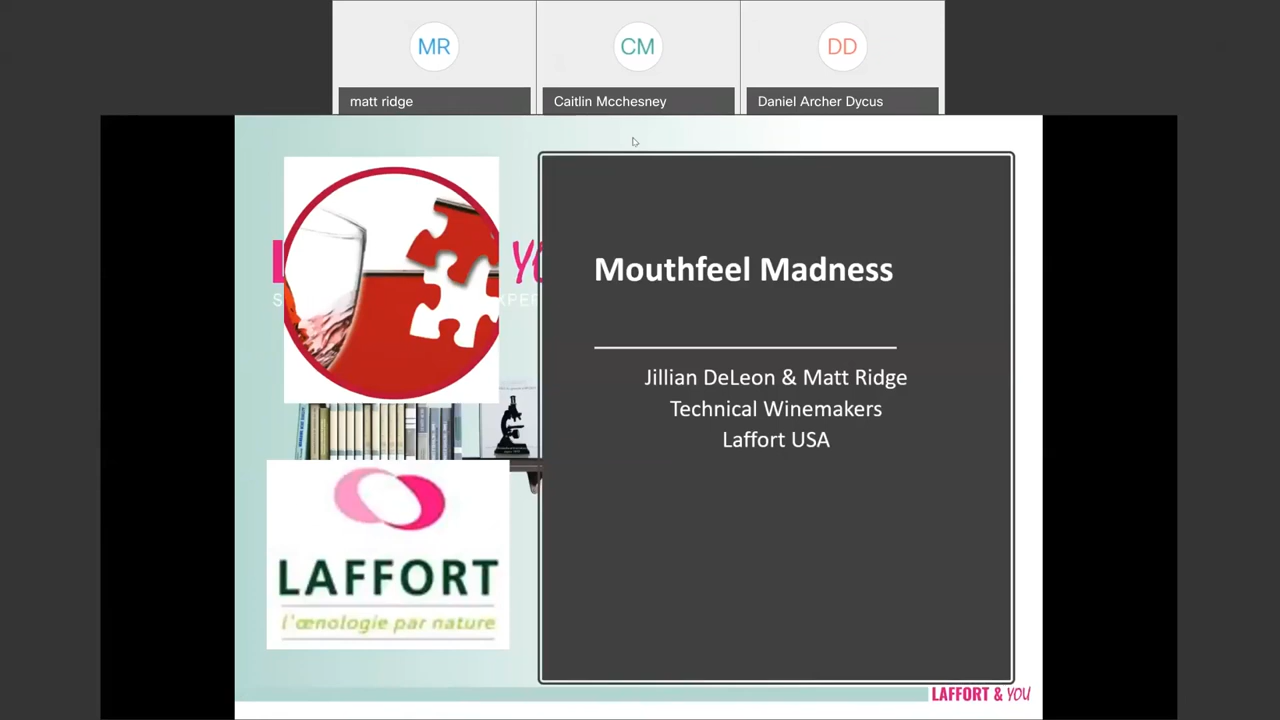 MR
CM
DD
matt ridge
Caitlin Mcchesney
Daniel Archer Dycus
Mouthfeel Madness
Jillian DeLeon & Matt Ridge
Technical Winemakers
Laffort USA
LAFFORT
l'œnologie par nature
LAFFORT & YOU